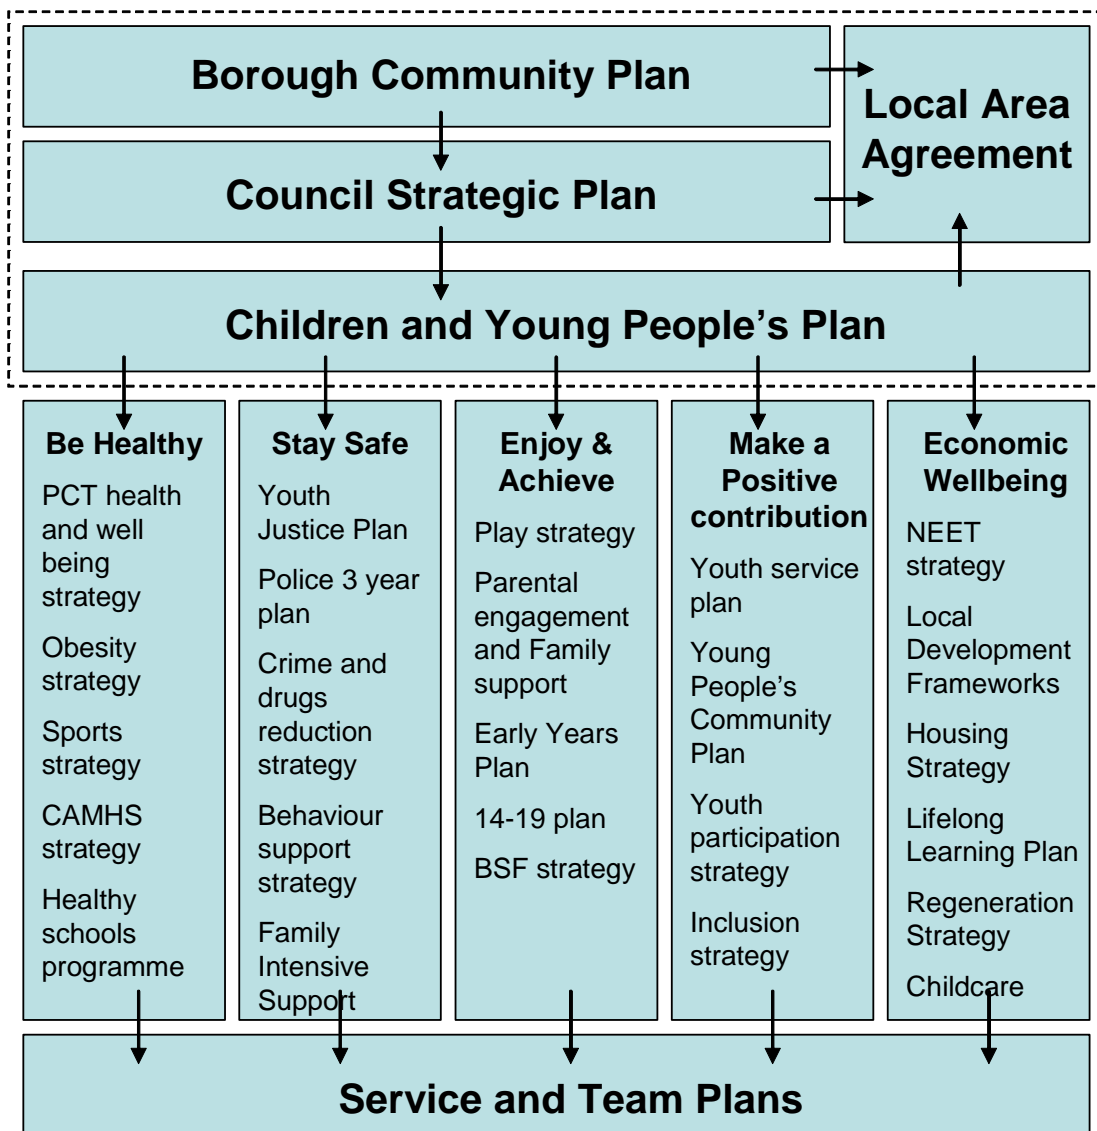 Borough Community Plan
Local Area
Agreement
Council Strategic Plan
Children and Young People’s Plan
Be Healthy
PCT health
and well
being
strategy
Obesity
strategy
Sports
strategy
CAMHS
strategy
Healthy
schools
programme
Stay Safe
Youth
Justice Plan
Police 3 year
plan
Crime and
drugs
reduction
strategy
Behaviour
support
strategy
Family
Intensive
Support
Enjoy &
Achieve
Play strategy
Parental
engagement
and Family
support
Early Years
Plan
14-19 plan
BSF strategy
Make a
Positive
contribution
Youth service
plan
Young
People’s
Community
Plan
Youth
participation
strategy
Inclusion
strategy
Economic
Wellbeing
NEET
strategy
Local
Development
Frameworks
Housing
Strategy
Lifelong
Learning Plan
Regeneration
Strategy
Childcare
Service and Team Plans